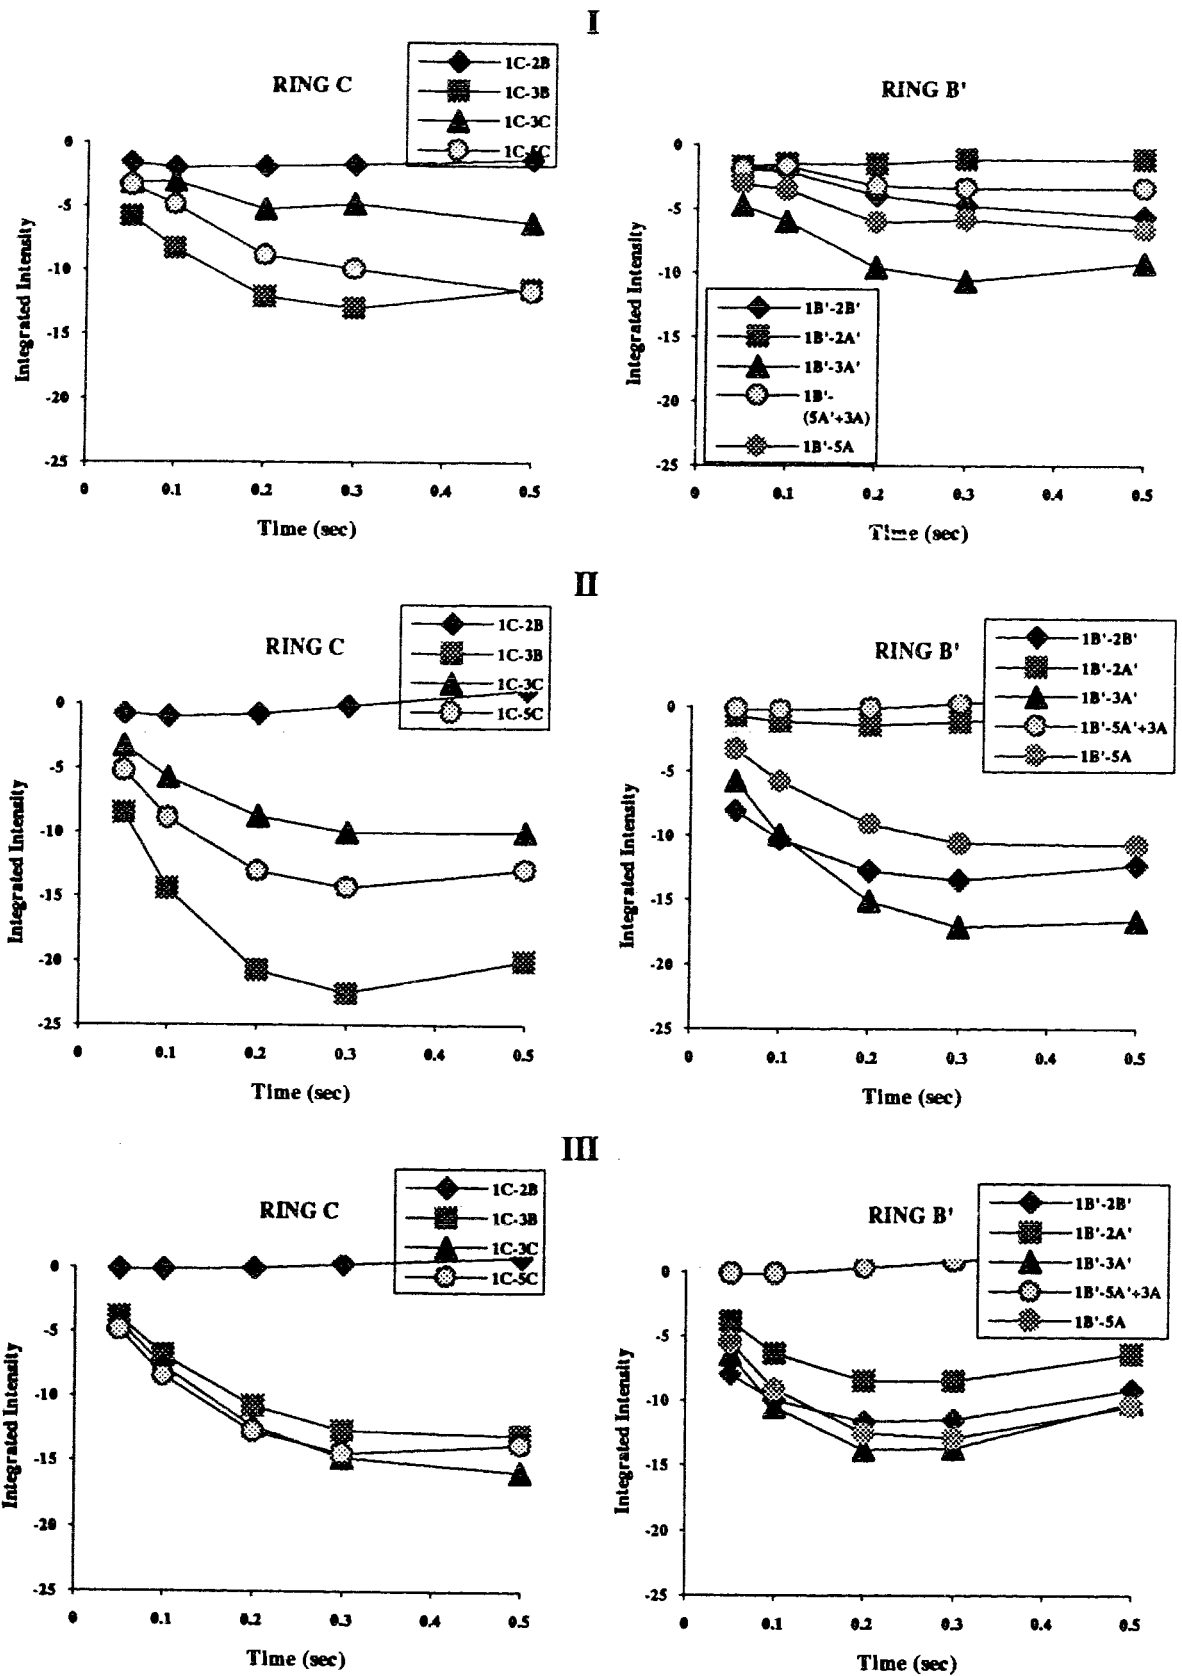 I
RING C
1C-2B
1C-3B
1C-3C
1C-5C
0
-5
-10
-15
-20
-25
Integrated Intensity
0 0.1 0.2 0.3 0.4 0.5
Time (sec)
RING B'
0
-5
-10
-15
-20
-25
Integrated Intensity
1B'-2B'
1B'-2A'
1B'-3A'
1B'-
(5A'+3A)
1B'-5A
0 0.1 0.2 0.3 0.4 0.5
Time (sec)
II
RING C
1C-2B
1C-3B
1C-3C
1C-5C
0
-5
-10
-15
-20
-25
Integrated Intensity
0 0.1 0.2 0.3 0.4 0.5
Time (sec)
RING B'
1B'-2B'
1B'-2A'
1B'-3A'
1B'-5A'+3A
1B'-5A
0
-5
-10
-15
-20
-25
Integrated Intensity
0 0.1 0.2 0.3 0.4 0.5
Time (sec)
III
RING C
1C-2B
1C-3B
1C-3C
1C-5C
0
-5
-10
-15
-20
-25
Integrated Intensity
0 0.1 0.2 0.3 0.4 0.5
Time (sec)
RING B'
1B'-2B'
1B'-2A'
1B'-3A'
1B'-5A'+3A
1B'-5A
0
-5
-10
-15
-20
-25
Integrated Intensity
0 0.1 0.2 0.3 0.4 0.5
Time (sec)